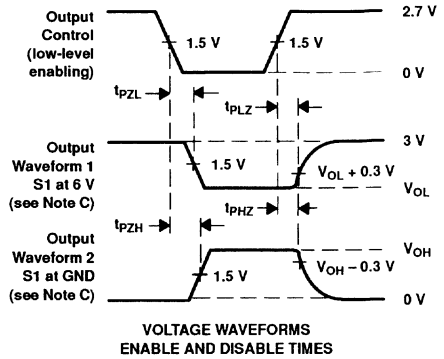 Output
Control
(low-level
enabling)
1.5 V
1.5 V
2.7 V
0 V
tPZL
tPLZ
Output
Waveform 1
S1 at 6 V
(see Note C)
1.5 V
3 V
VOL + 0.3 V
VOL
tPZH
tPHZ
Output
Waveform 2
S1 at GND
(see Note C)
1.5 V
VOH
VOH – 0.3 V
0 V
VOLTAGE WAVEFORMS
ENABLE AND DISABLE TIMES